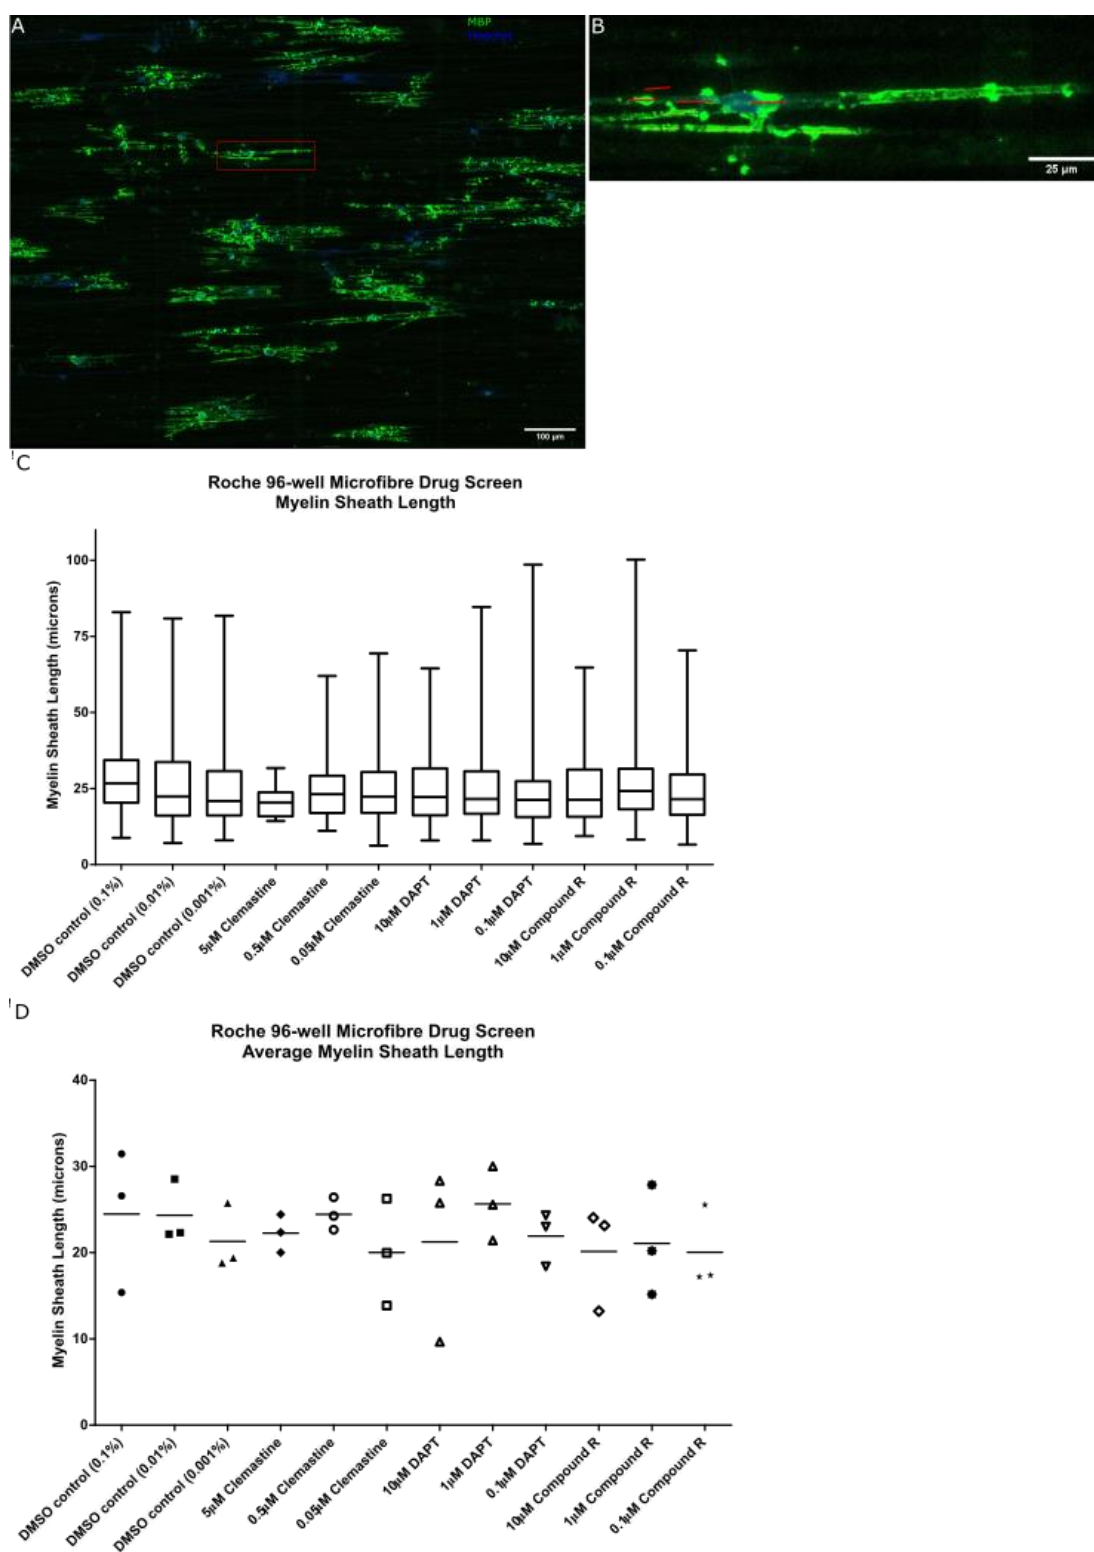 A
MBP
Hoechst
100 µm
B
25 µm
C
Roche 96-well Microfibre Drug Screen
Myelin Sheath Length
Myelin Sheath Length (microns)
100
75
50
25
0
DMSO control (0.1%)
DMSO control (0.01%)
DMSO control (0.001%)
5µM Clemastine
0.5µM Clemastine
0.05µM Clemastine
10µM DAPT
1µM DAPT
0.1µM DAPT
10µM Compound R
1µM Compound R
0.1µM Compound R
D
Roche 96-well Microfibre Drug Screen
Average Myelin Sheath Length
Myelin Sheath Length (microns)
40
30
20
10
0
DMSO control (0.1%)
DMSO control (0.01%)
DMSO control (0.001%)
5µM Clemastine
0.5µM Clemastine
0.05µM Clemastine
10µM DAPT
1µM DAPT
0.1µM DAPT
10µM Compound R
1µM Compound R
0.1µM Compound R